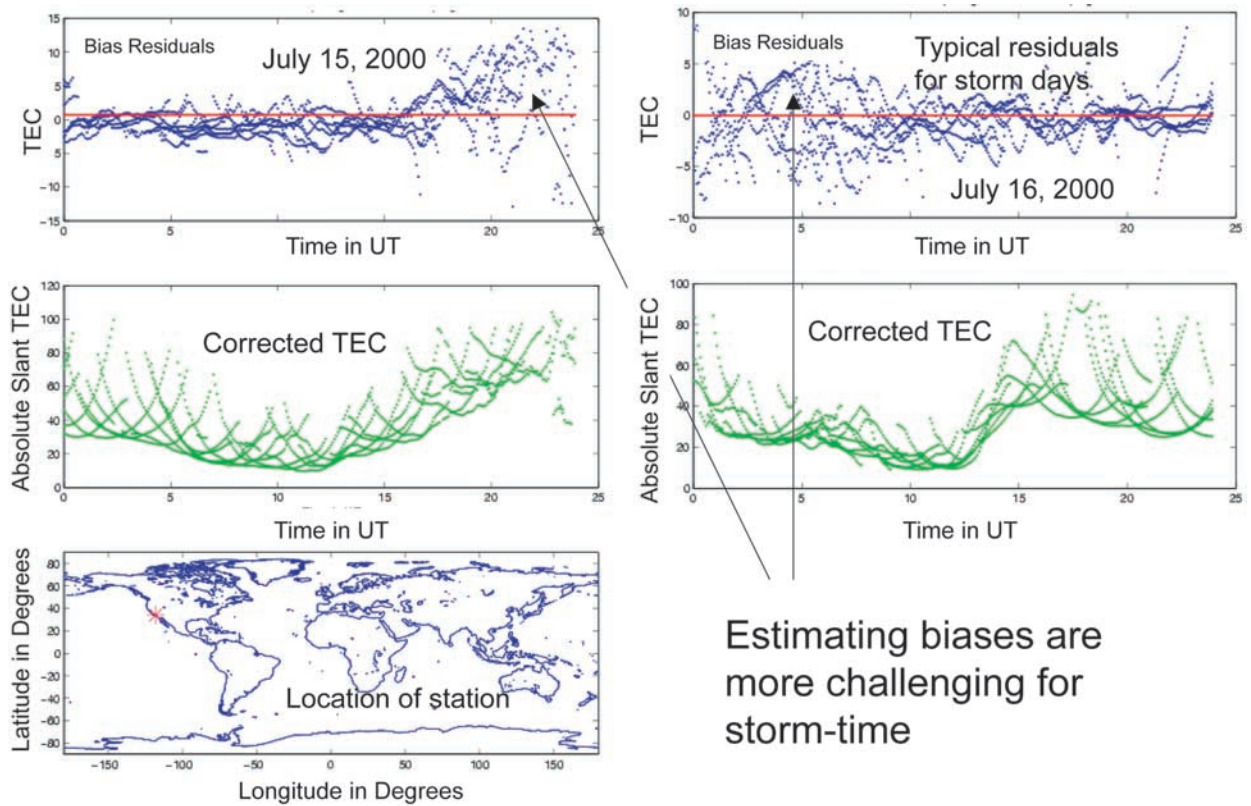 Bias Residuals
July 15, 2000
TEC
15
10
5
0
−5
−10
−15
0
5
10
15
20
25
Time in UT
Bias Residuals
Typical residuals
for storm days
July 16, 2000
TEC
10
5
0
−5
−10
0
5
10
15
20
25
Time in UT
Corrected TEC
Absolute Slant TEC
120
100
80
60
40
20
0
0
5
10
15
20
25
Time in UT
Corrected TEC
Absolute Slant TEC
100
80
60
40
20
0
0
5
10
15
20
25
Time in UT
Location of station
Latitude in Degrees
80
60
40
20
0
−20
−40
−60
−80
−150
−100
−50
0
50
100
150
Longitude in Degrees
Estimating biases are
more challenging for
storm-time